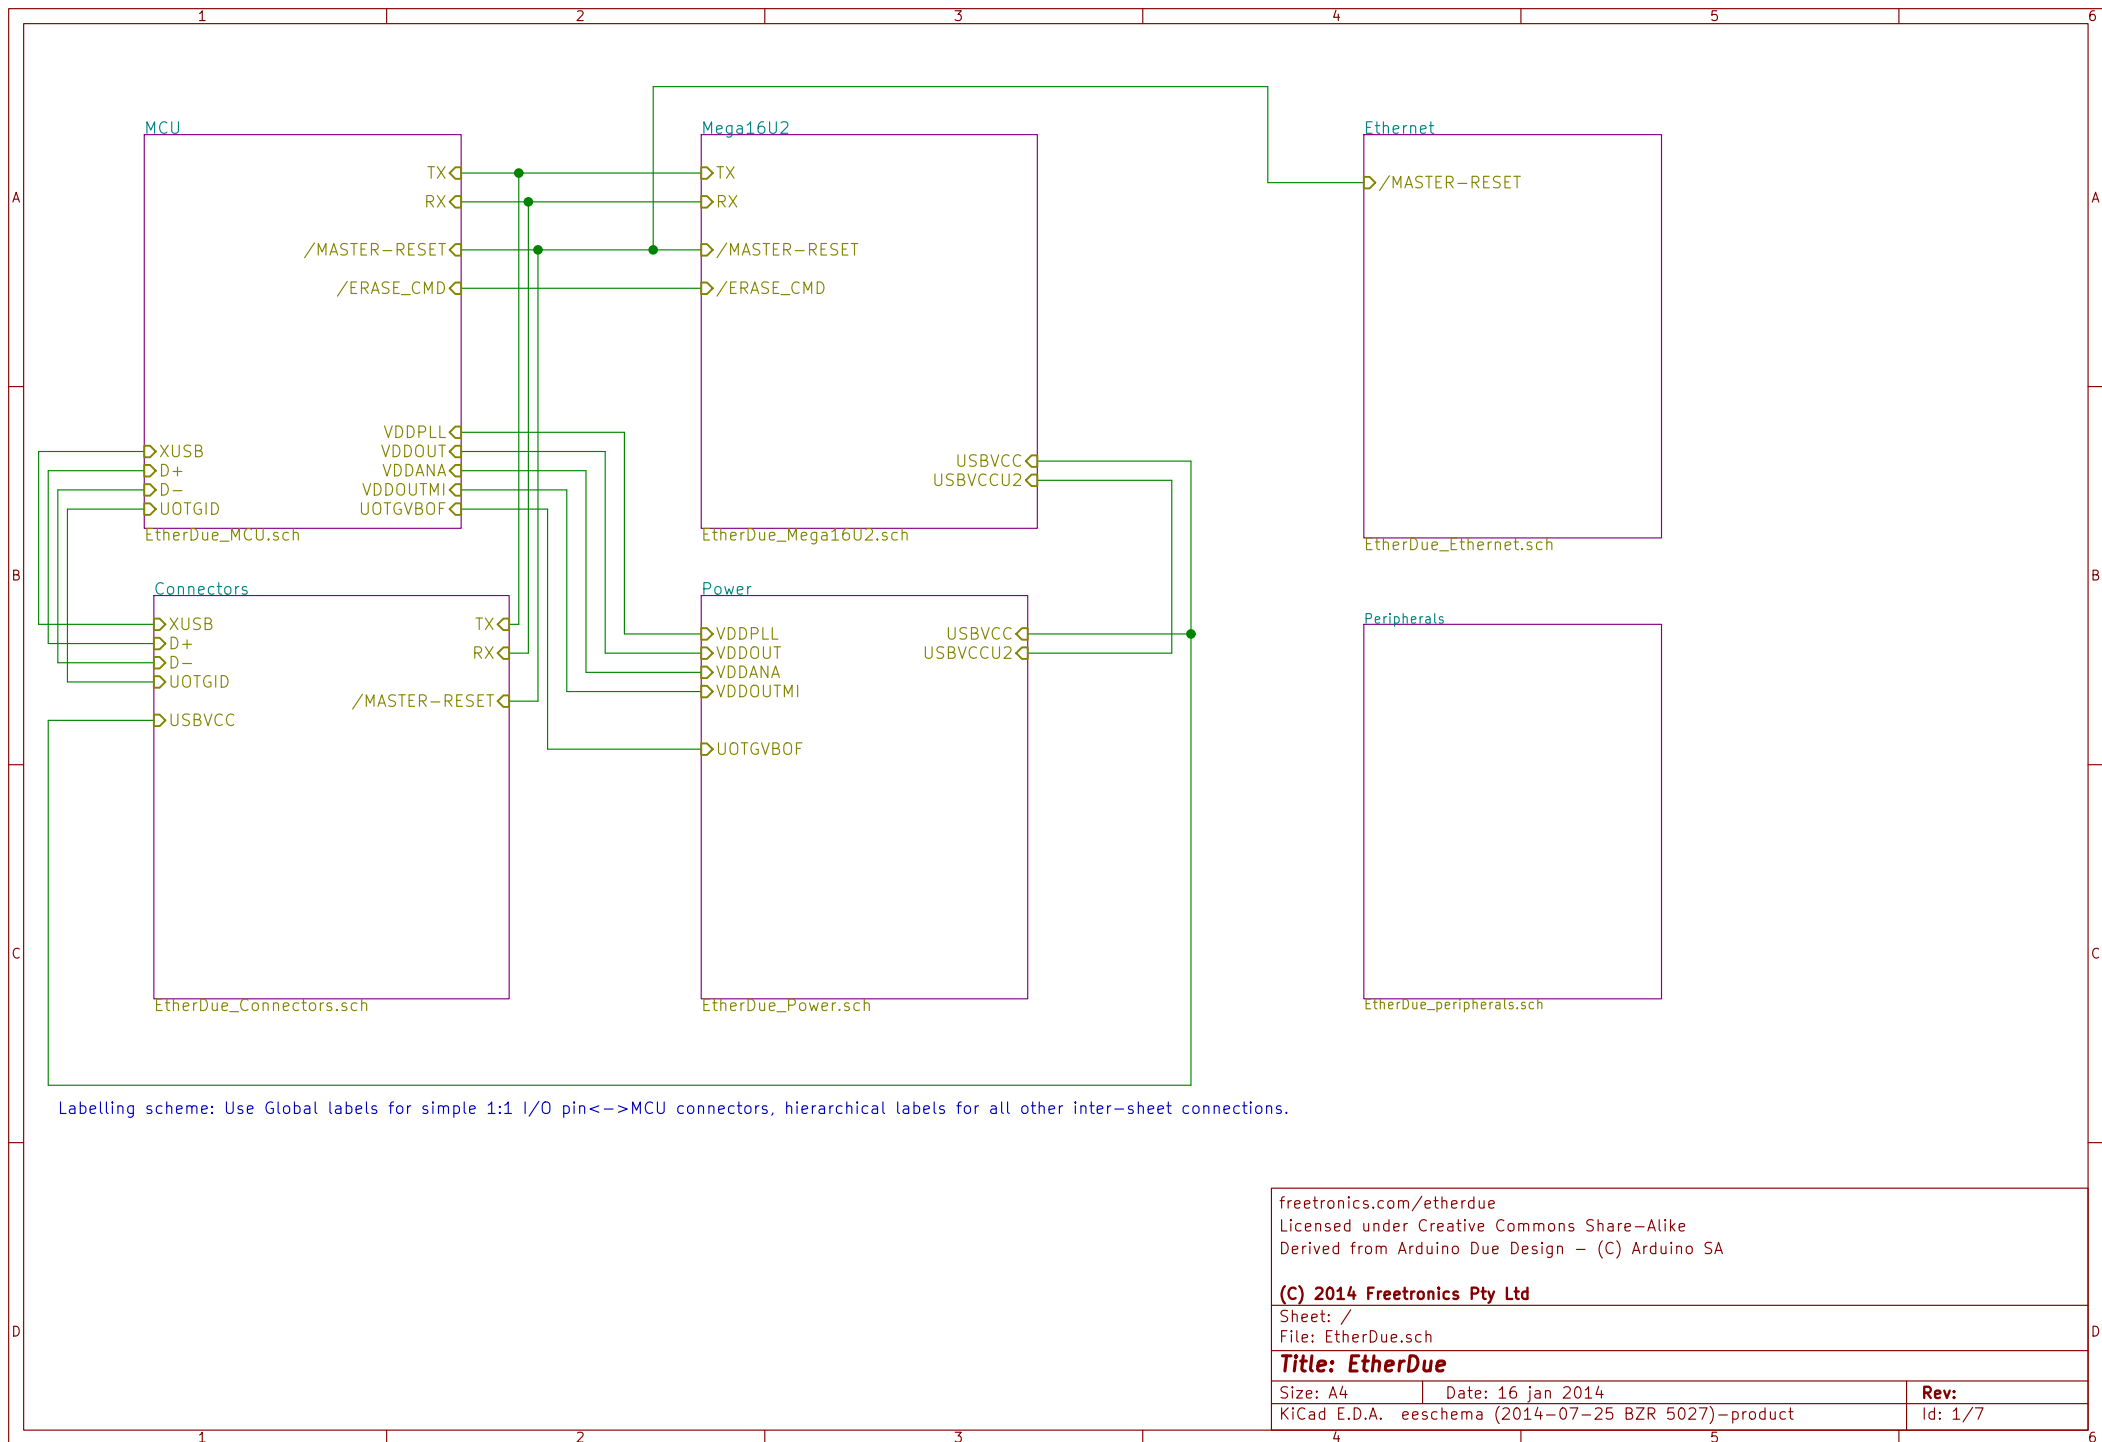 1 2 3 4 5 6
MCU
TX
RX
/MASTER-RESET
/ERASE_CMD
VDDPLL
VDDOUT
VDDANA
VDDOUTMI
UOTGVBOF
XUSB
D+
D-
UOTGID
EtherDue_MCU.sch
Mega16U2
TX
RX
/MASTER-RESET
/ERASE_CMD
USBVCC
USBVCCU2
EtherDue_Mega16U2.sch
Ethernet
/MASTER-RESET
EtherDue_Ethernet.sch
Connectors
XUSB
D+
D-
UOTGID
USBVCC
TX
RX
/MASTER-RESET
EtherDue_Connectors.sch
Power
VDDPLL
VDDOUT
VDDANA
VDDOUTMI
UOTGVBOF
USBVCC
USBVCCU2
EtherDue_Power.sch
Peripherals
EtherDue_peripherals.sch
A
B
C
D
A
B
C
D
Labelling scheme: Use Global labels for simple 1:1 I/O pin<->MCU connectors, hierarchical labels for all other inter-sheet connections.
freetronics.com/etherdue
Licensed under Creative Commons Share-Alike
Derived from Arduino Due Design - (C) Arduino SA
(C) 2014 Freetronics Pty Ltd
Sheet: /
File: EtherDue.sch
Title: EtherDue
Size: A4 Date: 16 jan 2014 Rev:
KiCad E.D.A. eeschema (2014-07-25 BZR 5027)-product Id: 1/7
1 2 3 4 5 6